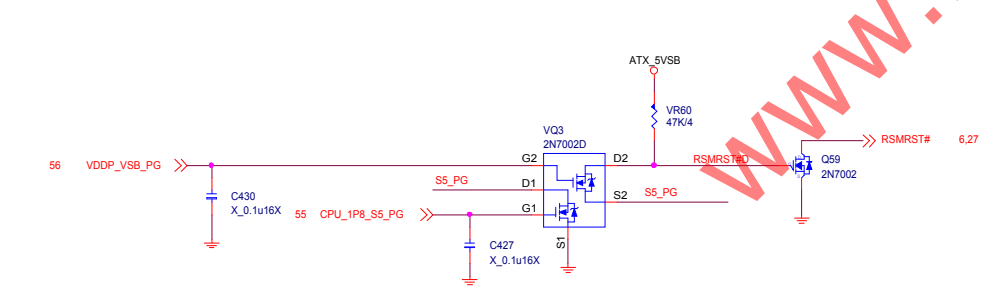 www.
ATX_5VSB
VR60
47K/4
VQ3
2N7002D
RSMRST# 6,27
56 VDDP_VSB_PG
G2
D2
RSMRST#D
Q59
2N7002
S5_PG
D1
C430
X_0.1u16X
S2
S5_PG
55 CPU_1P8_S5_PG
G1
S1
C427
X_0.1u16X